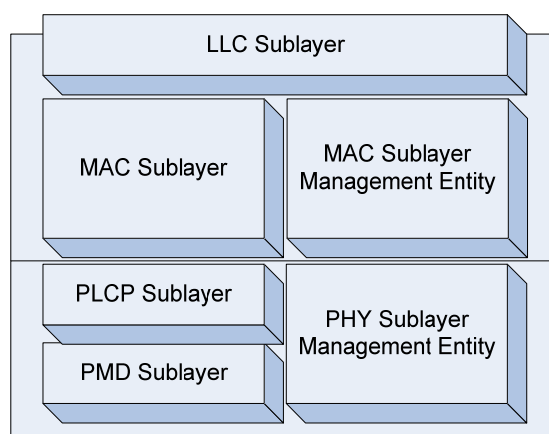 LLC Sublayer
MAC Sublayer
MAC Sublayer
Management Entity
PLCP Sublayer
PHY Sublayer
Management Entity
PMD Sublayer